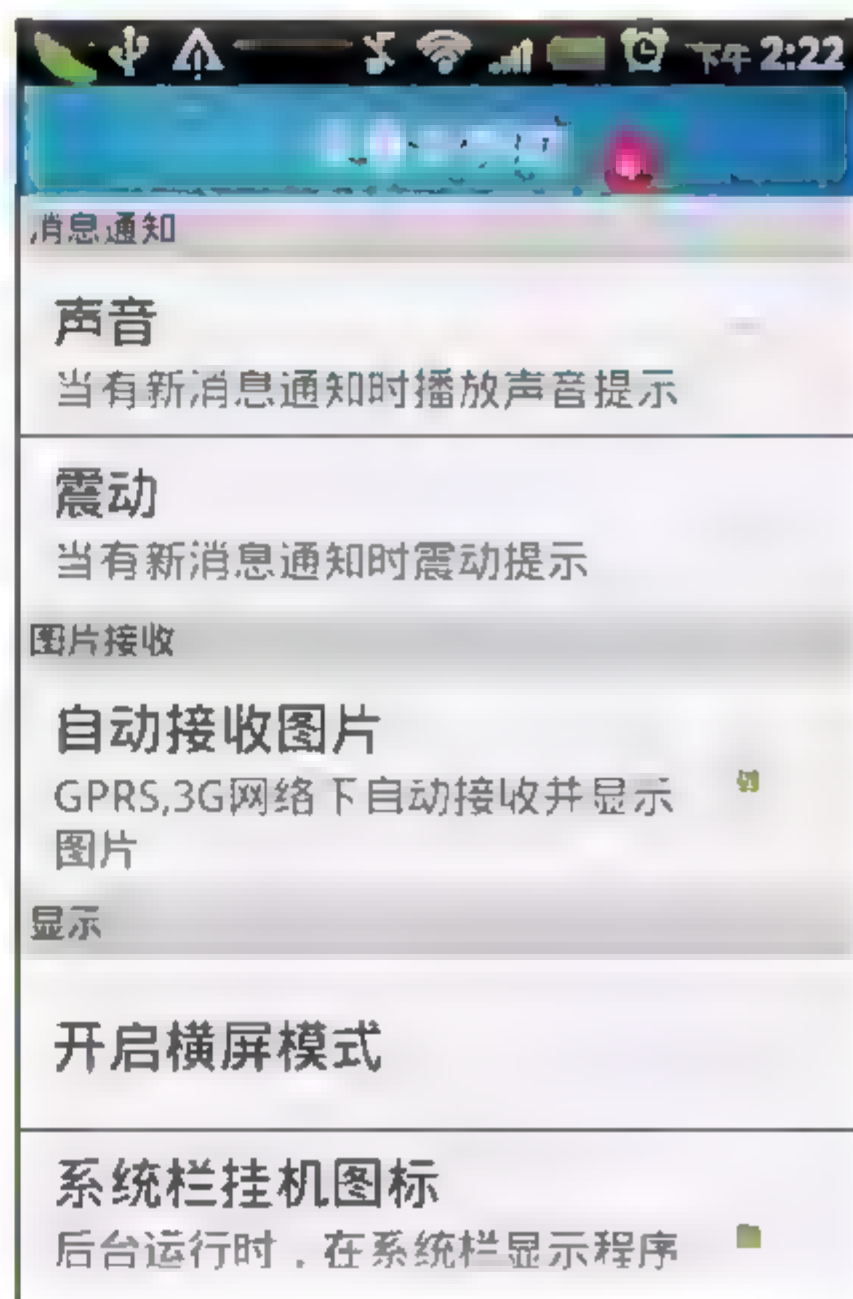 下午 2:22
消息通知
声音
当有新消息通知时播放声音提示
震动
当有新消息通知时震动提示
图片接收
自动接收图片
GPRS,3G网络下自动接收并显示
图片
显示
开启横屏模式
系统栏挂机图标
后台运行时，在系统栏显示程序